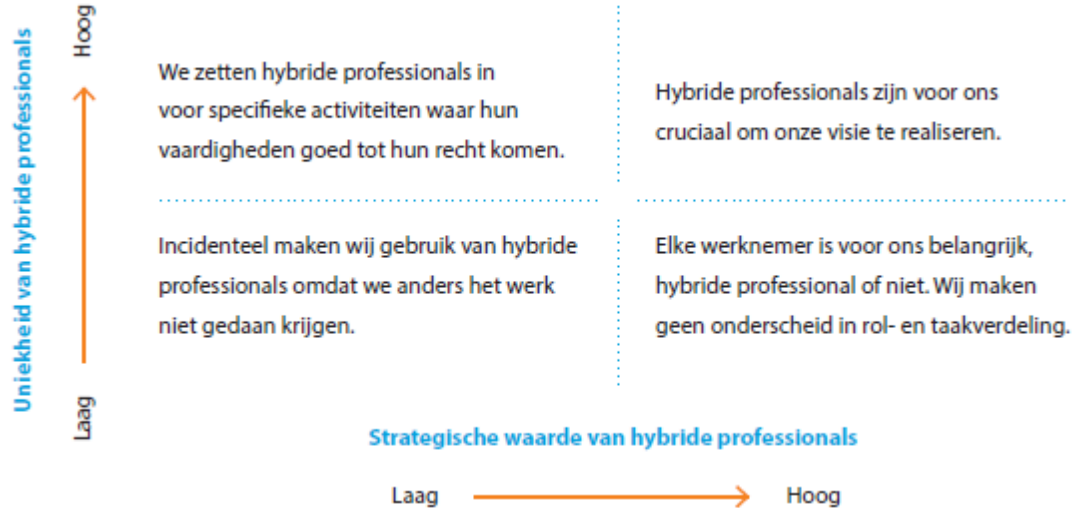 Uniekheid van hybride professionals
Hoog
Laag
We zetten hybride professionals in
voor specifieke activiteiten waar hun
vaardigheden goed tot hun recht komen.
Hybride professionals zijn voor ons
cruciaal om onze visie te realiseren.
Incidenteel maken wij gebruik van hybride
professionals omdat we anders het werk
niet gedaan krijgen.
Elke werknemer is voor ons belangrijk,
hybride professional of niet. Wij maken
geen onderscheid in rol- en taakverdeling.
Strategische waarde van hybride professionals
Laag
Hoog